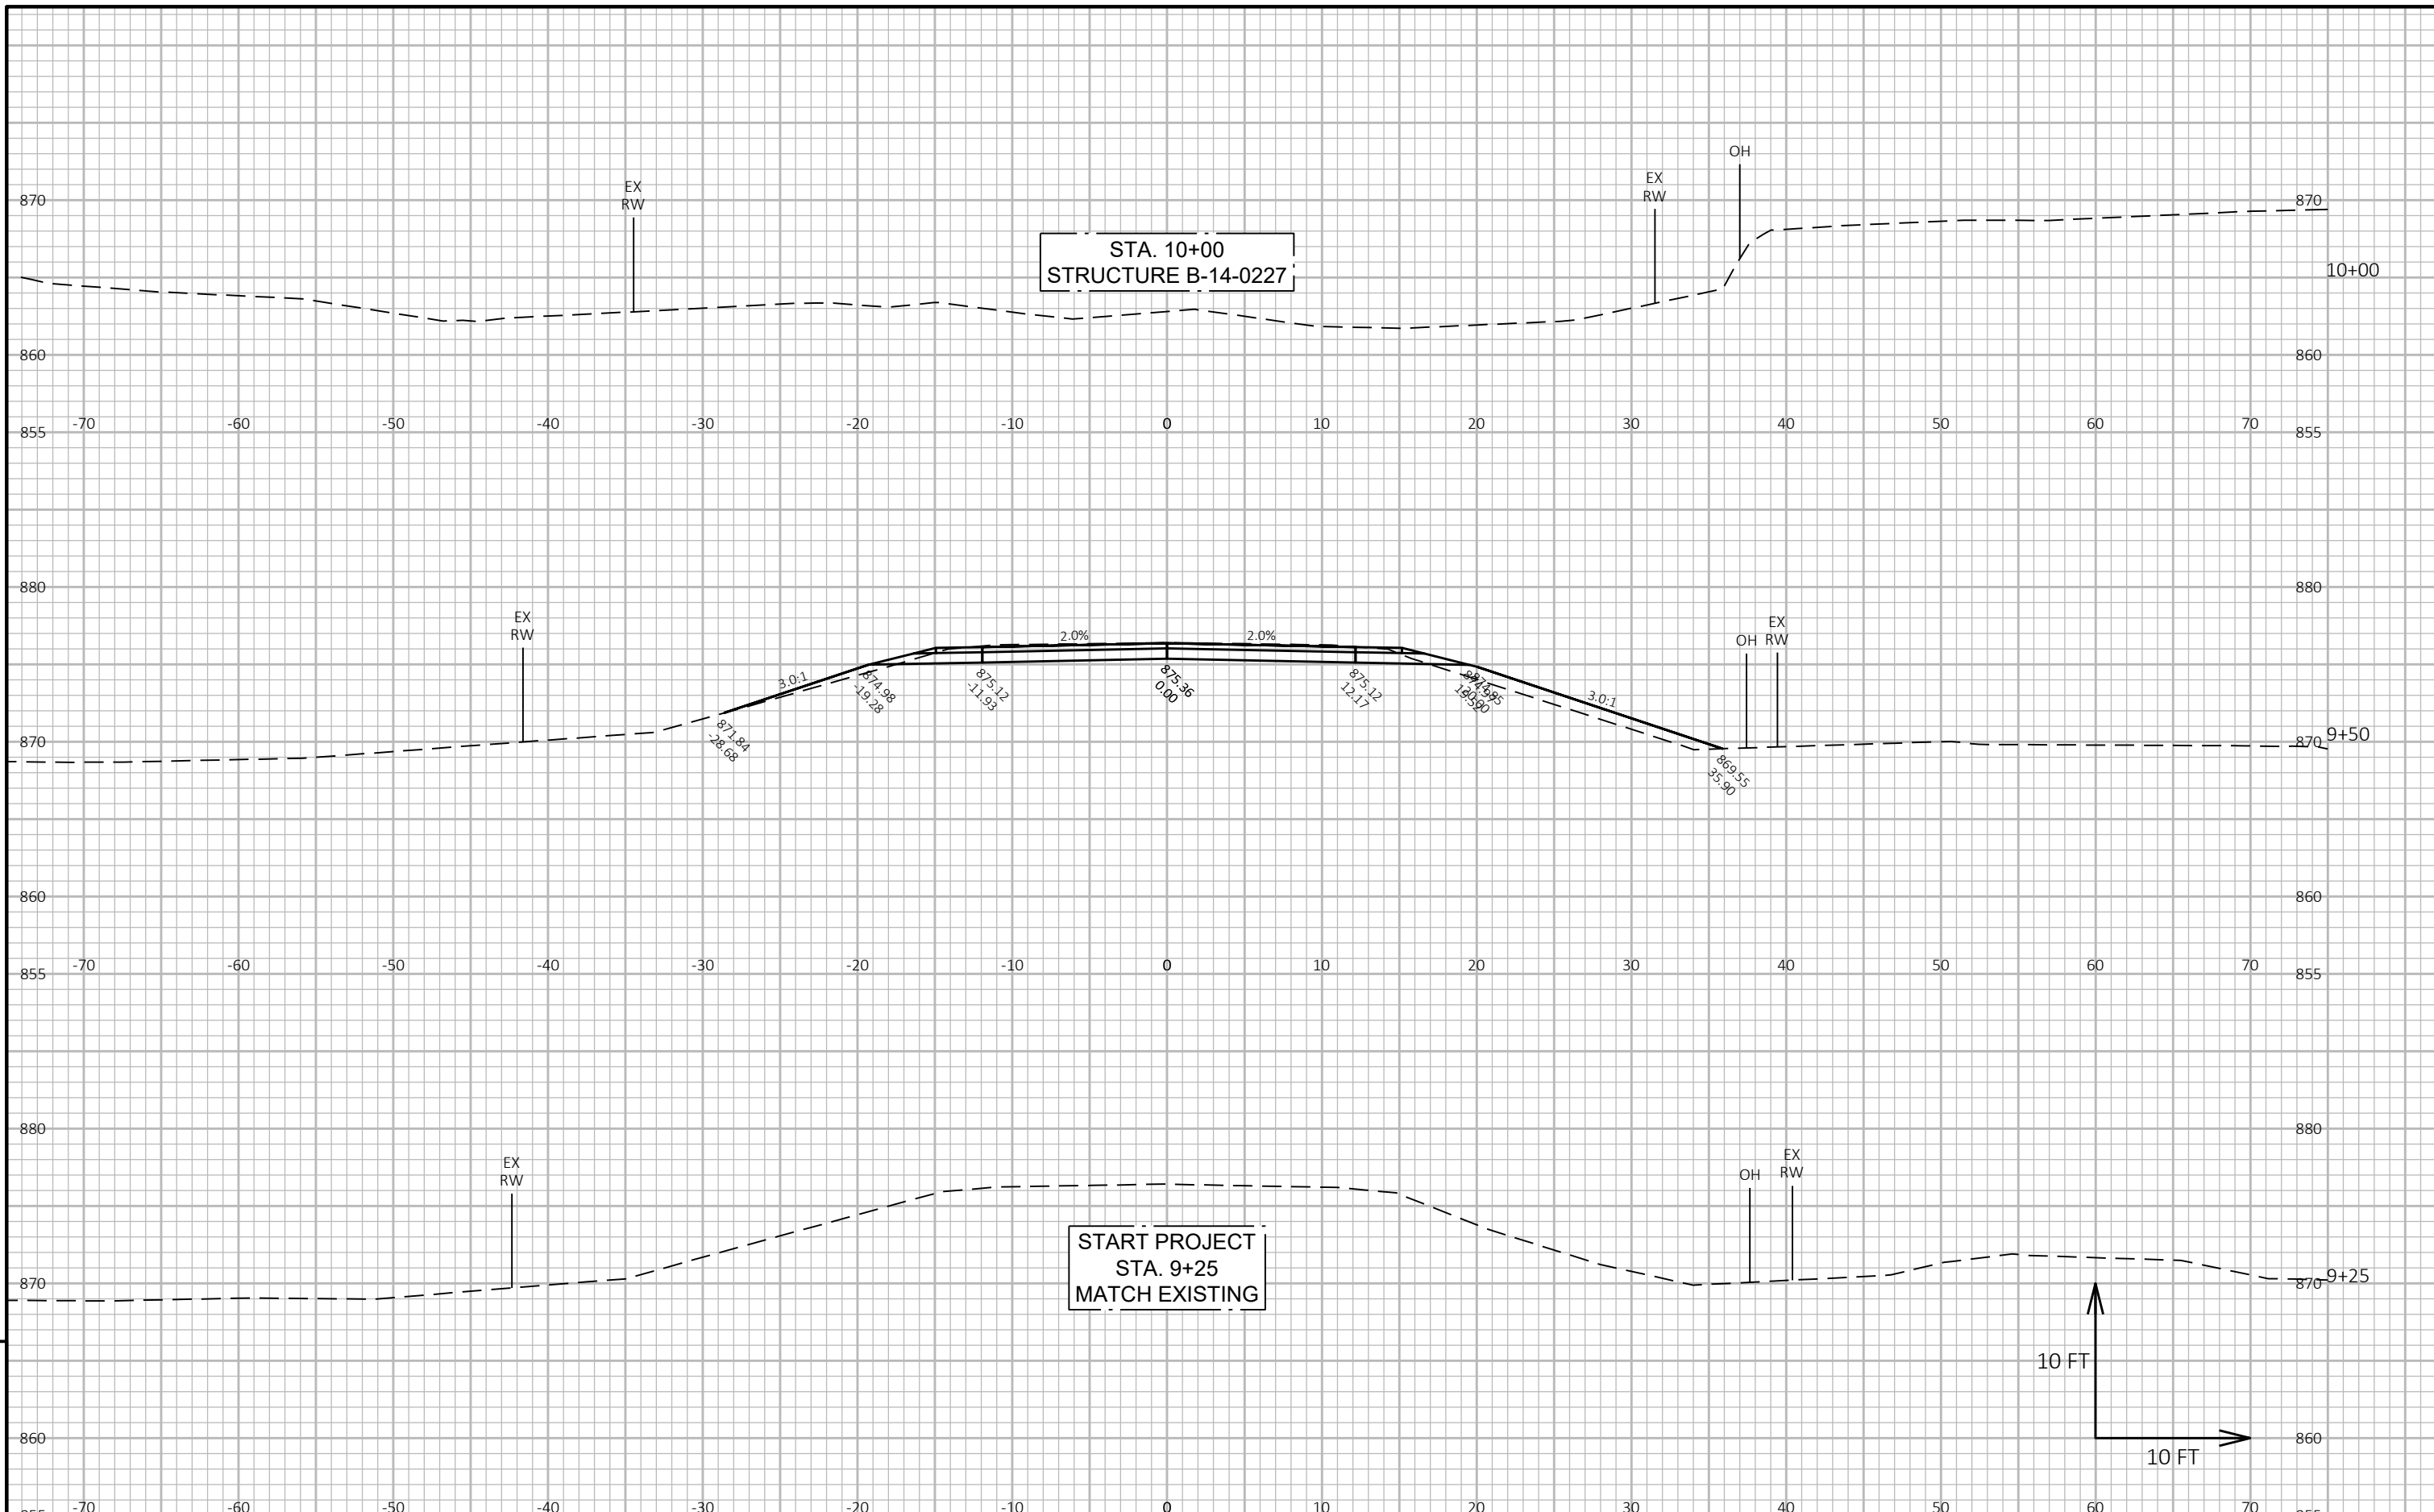 OH
EX
RW
EX
RW
870
870
STA. 10+00
STRUCTURE B-14-0227
10+00
860
860
-70 -60 -50 -40 -30 -20 -10 0 10 20 30 40 50 60 70
855
855
880
880
EX
RW
2.0%
2.0%
OH
EX
RW
3.0:1
874.98
-19.28
875.12
-11.93
875.36
0.00
875.12
12.17
3.0:1
871.84
-28.68
870
870
9+50
869.55
35.90
860
860
-70 -60 -50 -40 -30 -20 -10 0 10 20 30 40 50 60 70
855
855
880
880
EX
RW
OH
EX
RW
START PROJECT
STA. 9+25
MATCH EXISTING
870
870
9+25
10 FT
860
860
10 FT
-70 -60 -50 -40 -30 -20 -10 0 10 20 30 40 50 60 70